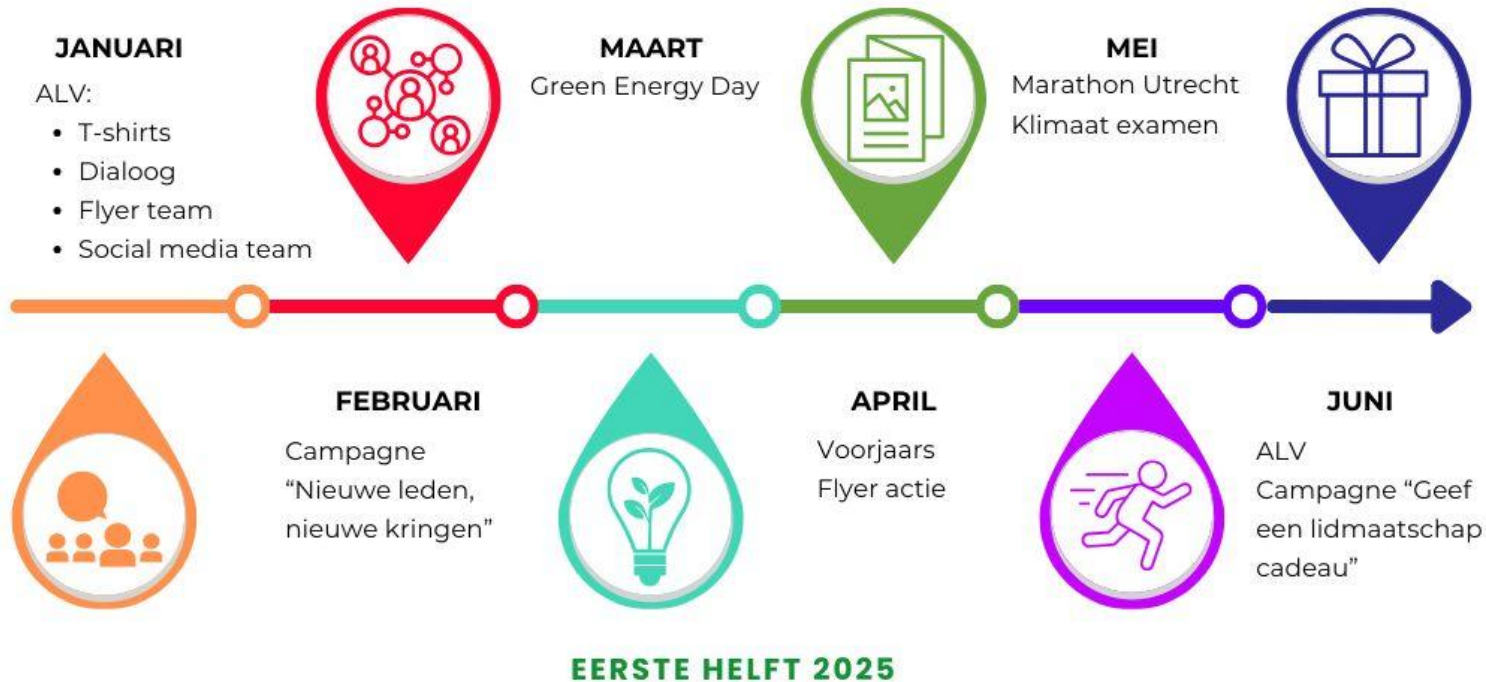 JANUARI
ALV:
• T-shirts
• Dialoog
• Flyer team
• Social media team
FEBRUARI
Campagne
“Nieuwe leden,
nieuwe kringen”
MAART
Green Energy Day
APRIL
Voorjaars
Flyer actie
MEI
Marathon Utrecht
Klimaat examen
JUNI
ALV
Campagne “Geef
een lidmaatschap
cadeau”
EERSTE HELFT 2025